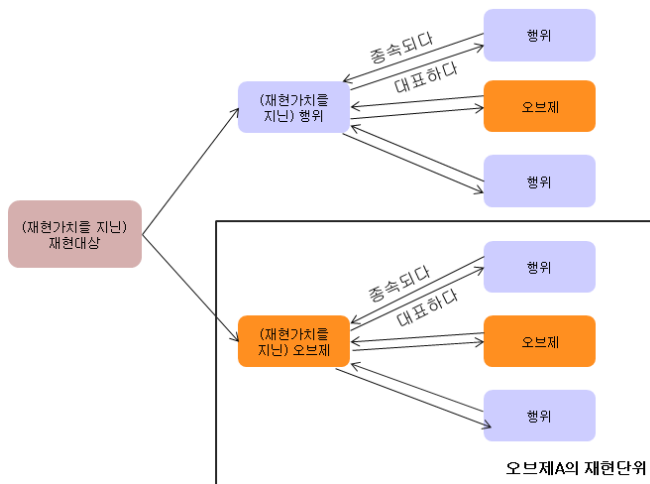 행위
종속되다
대표하다
(재현가치를
지닌) 행위
오브제
행위
(재현가치를 지닌)
재현대상
행위
종속되다
대표하다
(재현가치를
지닌) 오브제
오브제
행위
오브제A의 재현단위